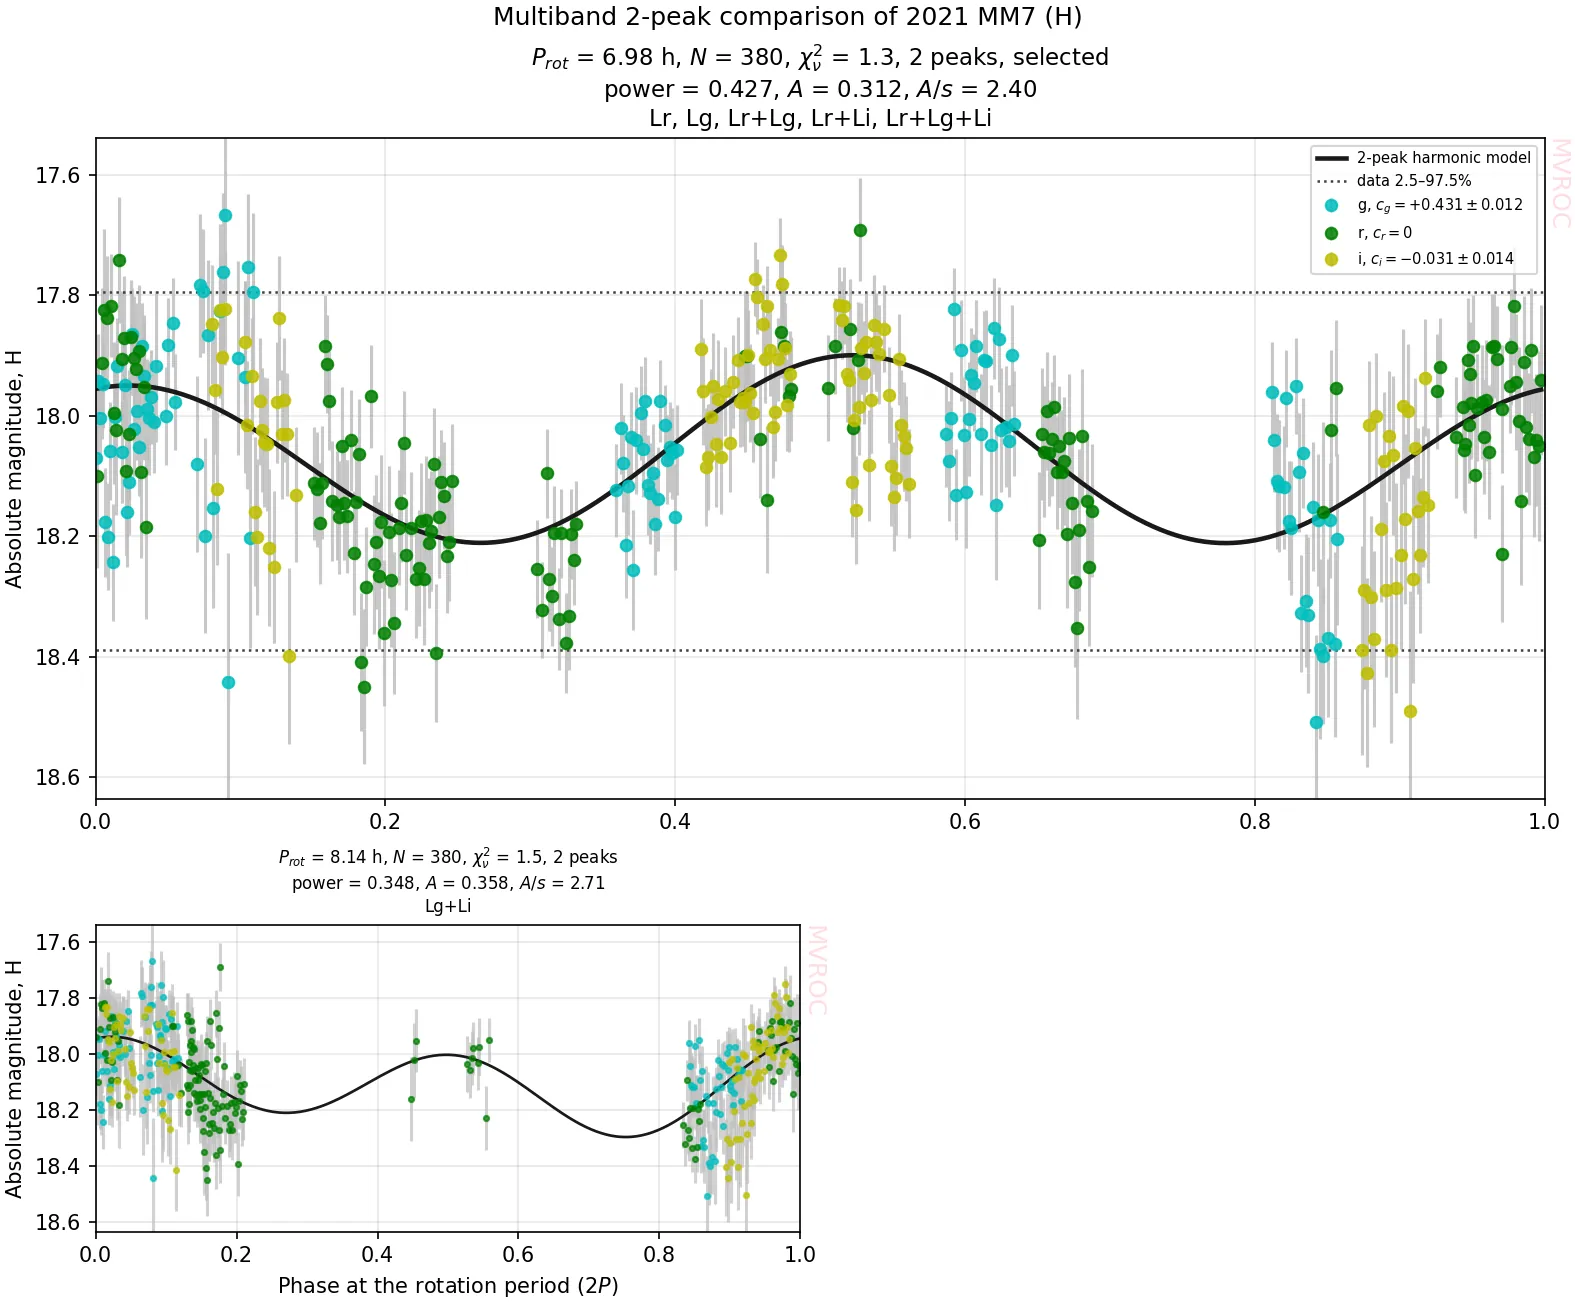 Multiband 2-peak comparison of 2021 MM7 (H)
P_rot = 6.98 h, N = 380, χ²_ν = 1.3, 2 peaks, selected
power = 0.427, A = 0.312, A/s = 2.40
Lr, Lg, Lr+Lg, Lr+Li, Lr+Lg+Li
2-peak harmonic model
data 2.5–97.5%
g, c_g = +0.431 ± 0.012
r, c_r = 0
i, c_i = −0.031 ± 0.014
MVROC
Absolute magnitude, H
17.6
17.8
18.0
18.2
18.4
18.6
0.0 0.2 0.4 0.6 0.8 1.0
P_rot = 8.14 h, N = 380, χ²_ν = 1.5, 2 peaks
power = 0.348, A = 0.358, A/s = 2.71
Lg+Li
MVROC
Absolute magnitude, H
17.6
17.8
18.0
18.2
18.4
18.6
0.0 0.2 0.4 0.6 0.8 1.0
Phase at the rotation period (2P)